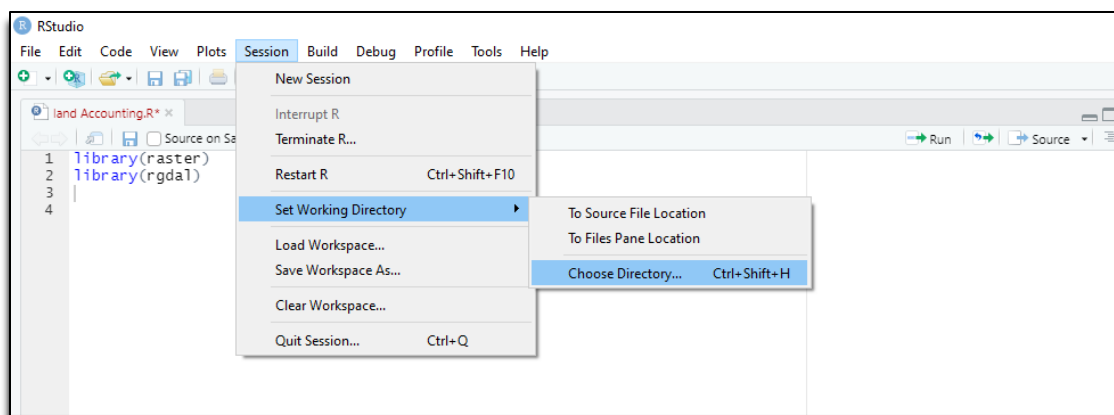 R RStudio
File Edit Code View Plots Session Build Debug Profile Tools Help
New Session
land Accounting.R* ×
Interrupt R
Source on Sa
Terminate R...
Run Source
1 library(raster)
2 library(rgdal)
Restart R Ctrl+Shift+F10
3
4
Set Working Directory
To Source File Location
To Files Pane Location
Load Workspace...
Save Workspace As...
Choose Directory... Ctrl+Shift+H
Clear Workspace...
Quit Session... Ctrl+Q